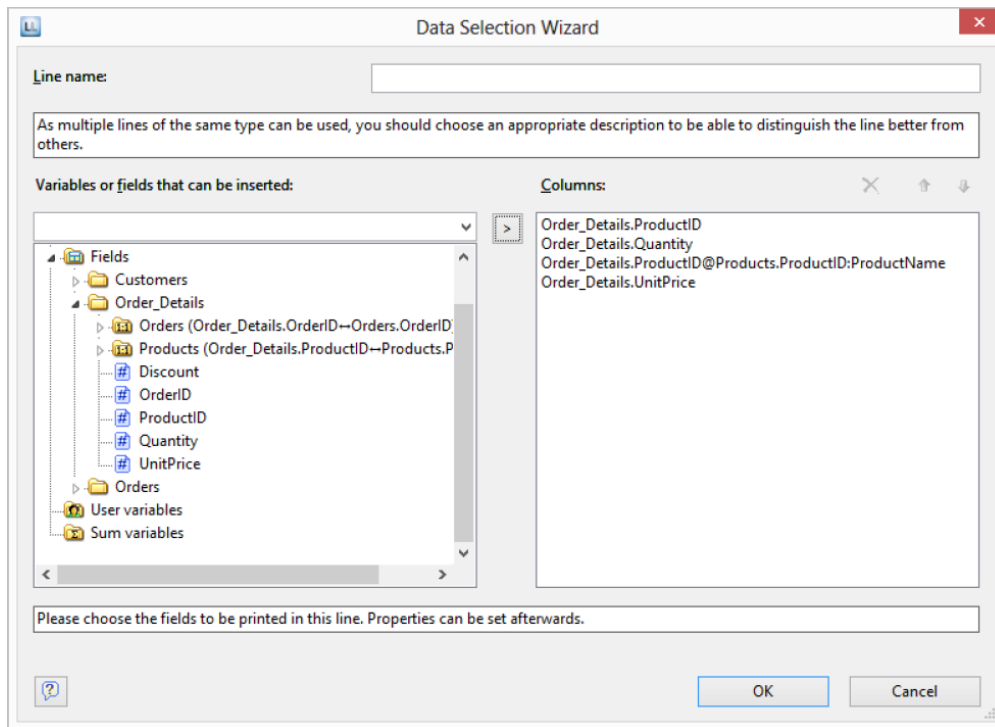 Data Selection Wizard
Line name:
As multiple lines of the same type can be used, you should choose an appropriate description to be able to distinguish the line better from
others.
Variables or fields that can be inserted:
Columns:
>
Fields
Customers
Order_Details
Orders (Order_Details.OrderID↔Orders.OrderID)
Products (Order_Details.ProductID↔Products.P
Discount
OrderID
ProductID
Quantity
UnitPrice
Orders
User variables
Sum variables
Order_Details.ProductID
Order_Details.Quantity
Order_Details.ProductID@Products.ProductID:ProductName
Order_Details.UnitPrice
Please choose the fields to be printed in this line. Properties can be set afterwards.
OK
Cancel